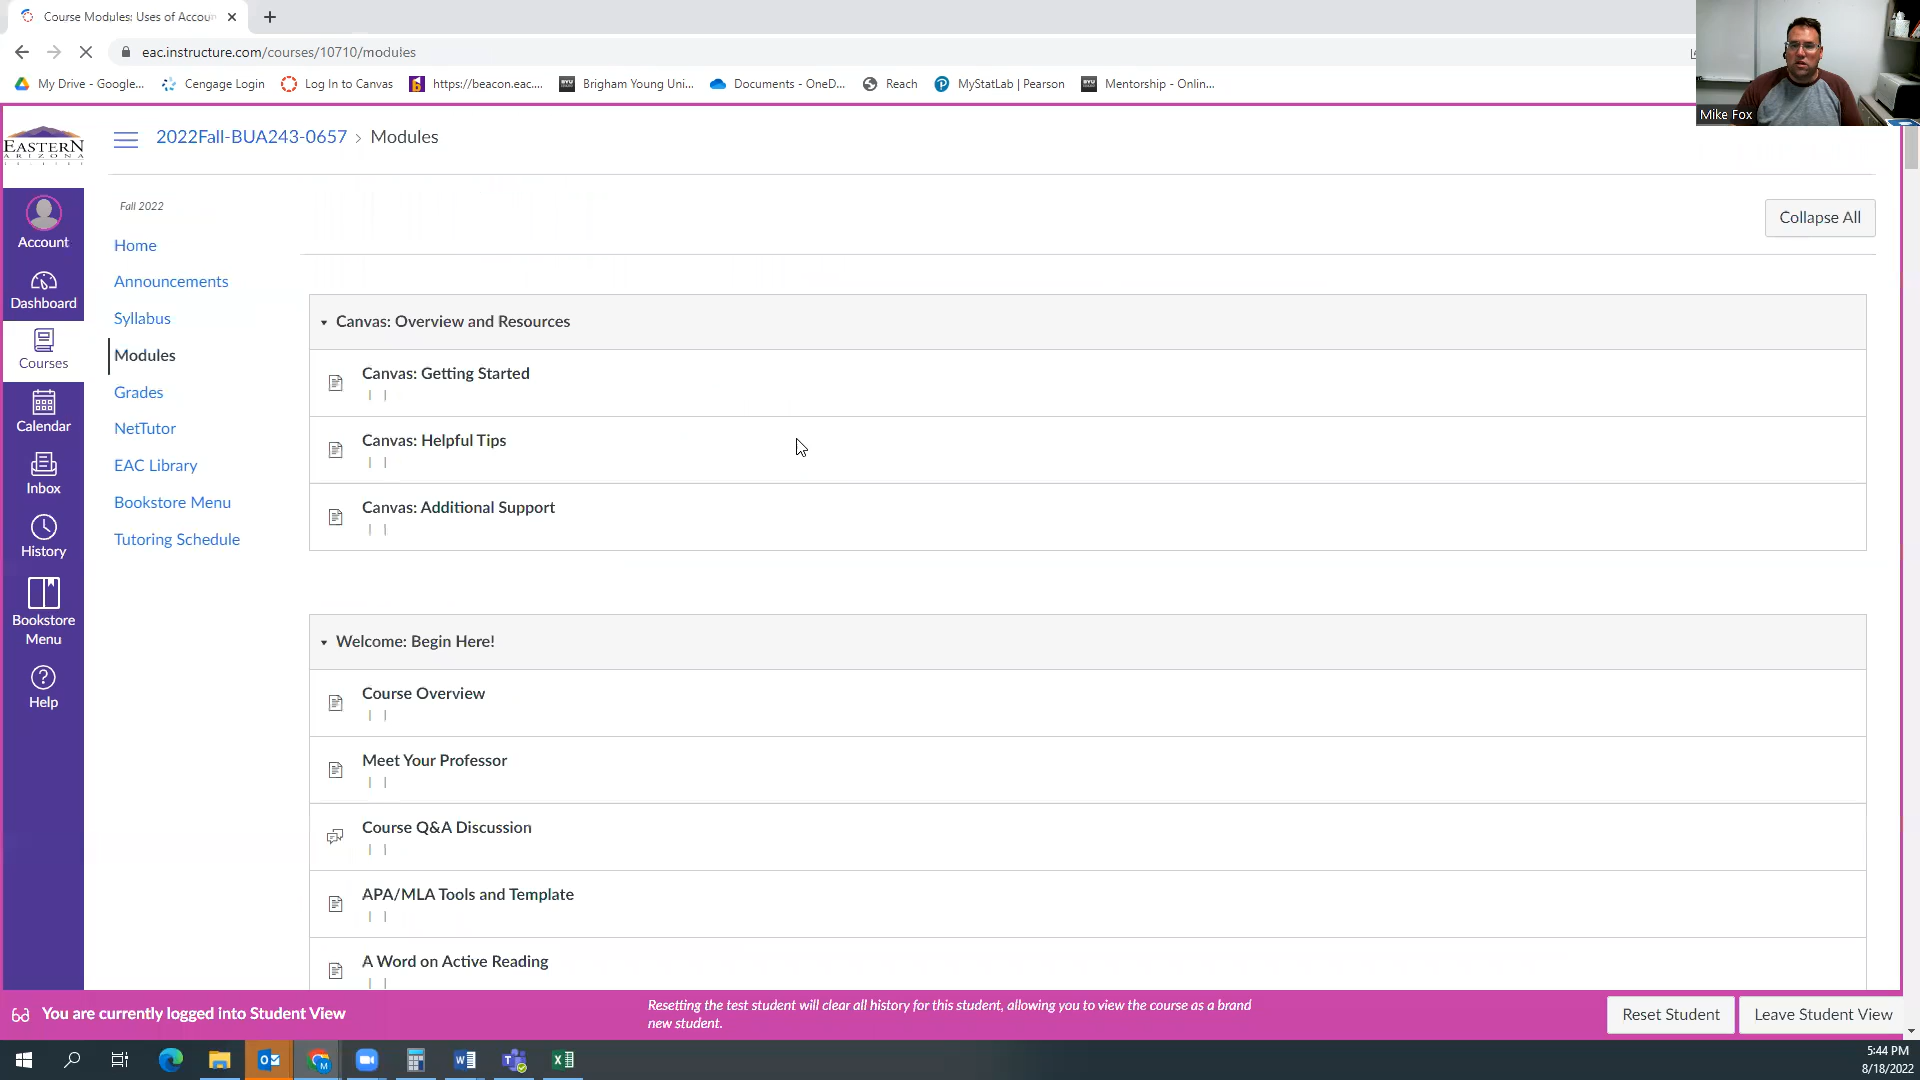 Course Modules: Uses of Accoun
eac.instructure.com/courses/10710/modules
My Drive - Google...
Cengage Login
Log In to Canvas
https://beacon.eac....
Brigham Young Uni...
Documents - OneD...
Reach
MyStatLab | Pearson
Mentorship - Onlin...
Mike Fox
EASTERN
ARIZONA
2022Fall-BUA243-0657 > Modules
Fall 2022
Collapse All
Account
Dashboard
Courses
Calendar
Inbox
History
Bookstore
Menu
Help
Home
Announcements
Syllabus
Modules
Grades
NetTutor
EAC Library
Bookstore Menu
Tutoring Schedule
Canvas: Overview and Resources
Canvas: Getting Started
Canvas: Helpful Tips
Canvas: Additional Support
Welcome: Begin Here!
Course Overview
Meet Your Professor
Course Q&A Discussion
APA/MLA Tools and Template
A Word on Active Reading
You are currently logged into Student View
Resetting the test student will clear all history for this student, allowing you to view the course as a brand
new student.
Reset Student
Leave Student View
5:44 PM
8/18/2022